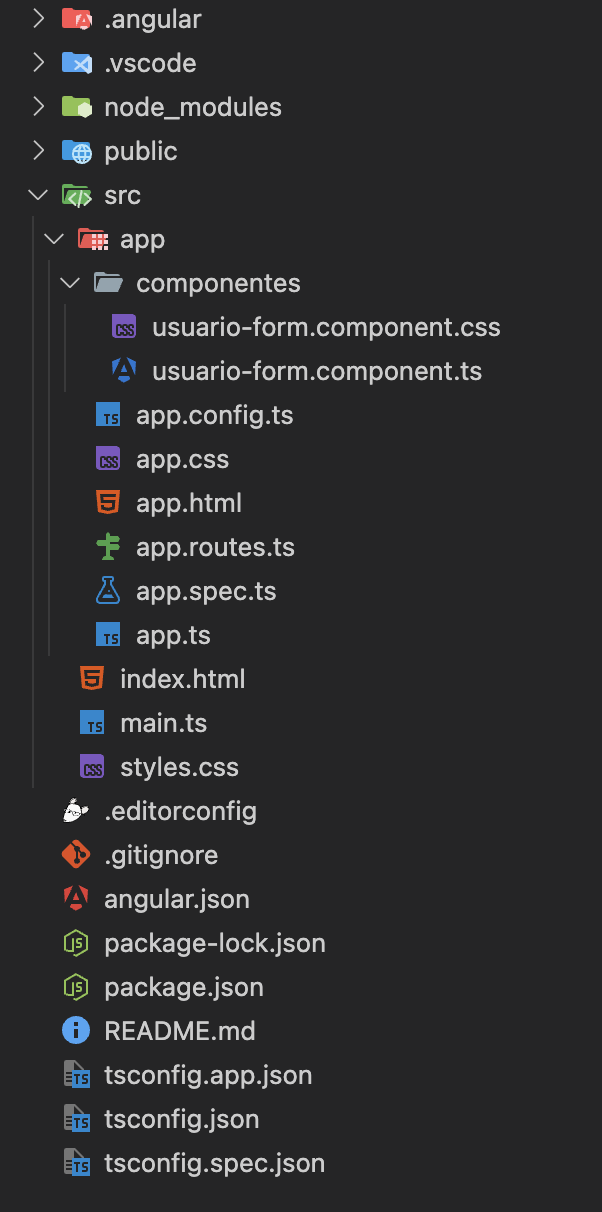 .angular
.vscode
node_modules
public
src
app
componentes
usuario-form.component.css
usuario-form.component.ts
app.config.ts
app.css
app.html
app.routes.ts
app.spec.ts
app.ts
index.html
main.ts
styles.css
.editorconfig
.gitignore
angular.json
package-lock.json
package.json
README.md
tsconfig.app.json
tsconfig.json
tsconfig.spec.json